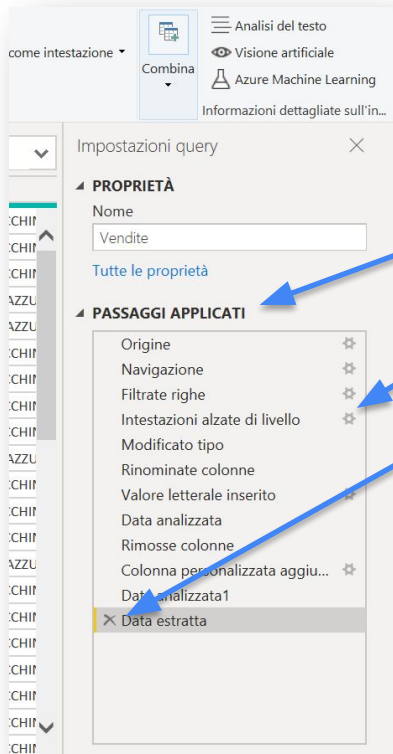 Analisi del testo
come intestazione
Visione artificiale
Combina
Azure Machine Learning
Informazioni dettagliate sull'in...
Impostazioni query
PROPRIETÀ
Nome
Vendite
Tutte le proprietà
PASSAGGI APPLICATI
Origine
Navigazione
Filtrate righe
Intestazioni alzate di livello
Modificato tipo
Rinominate colonne
Valore letterale inserito
Data analizzata
Rimosse colonne
Colonna personalizzata aggiu...
Data analizzata1
Data estratta